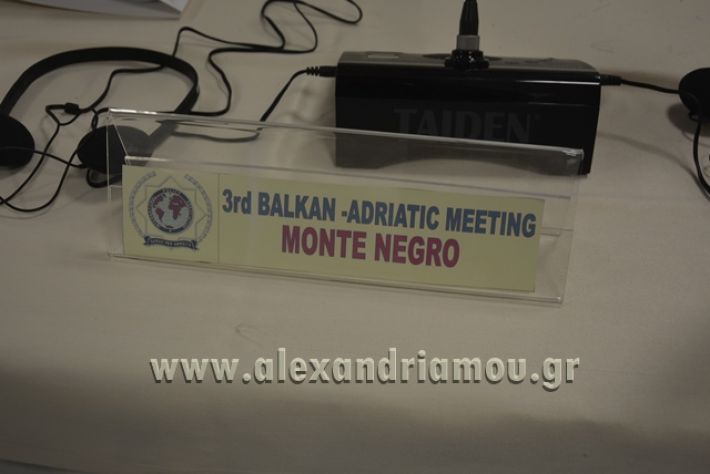 TAIDEN
3rd BALKAN -ADRIATIC MEETING
MONTE NEGRO
www.alexandriamou.gr